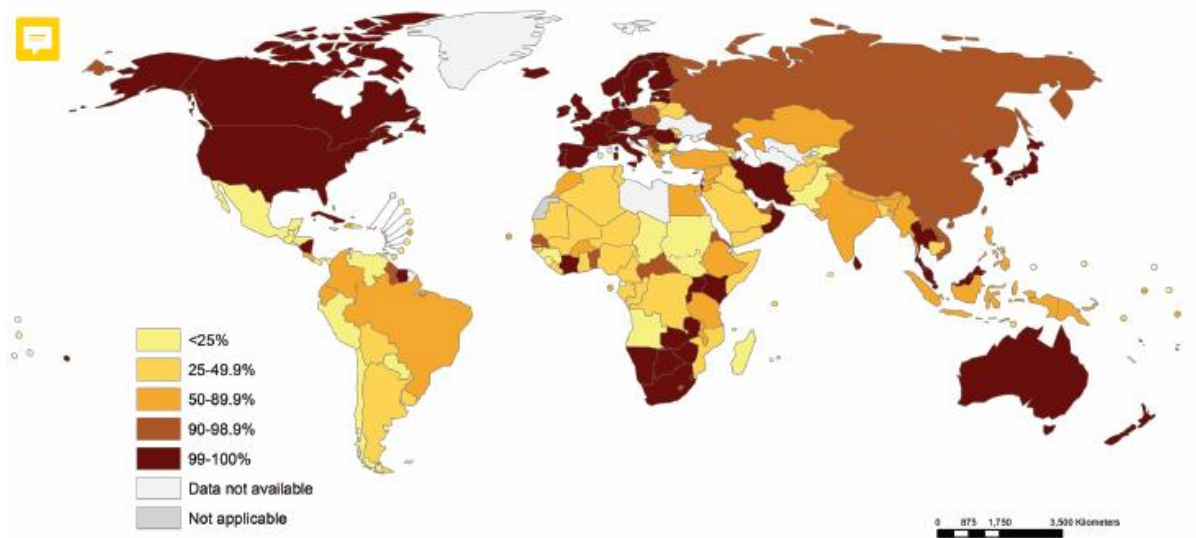 <25%
25-49.9%
50-89.9%
90-98.9%
99-100%
Data not available
Not applicable
0 875 1,750 3,500 Kilometers